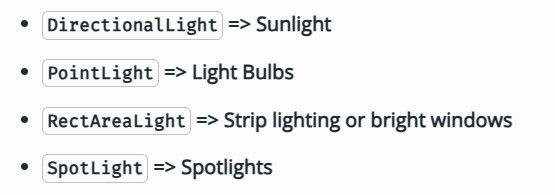 DirectionalLight => Sunlight
PointLight => Light Bulbs
RectAreaLight => Strip lighting or bright windows
SpotLight => Spotlights